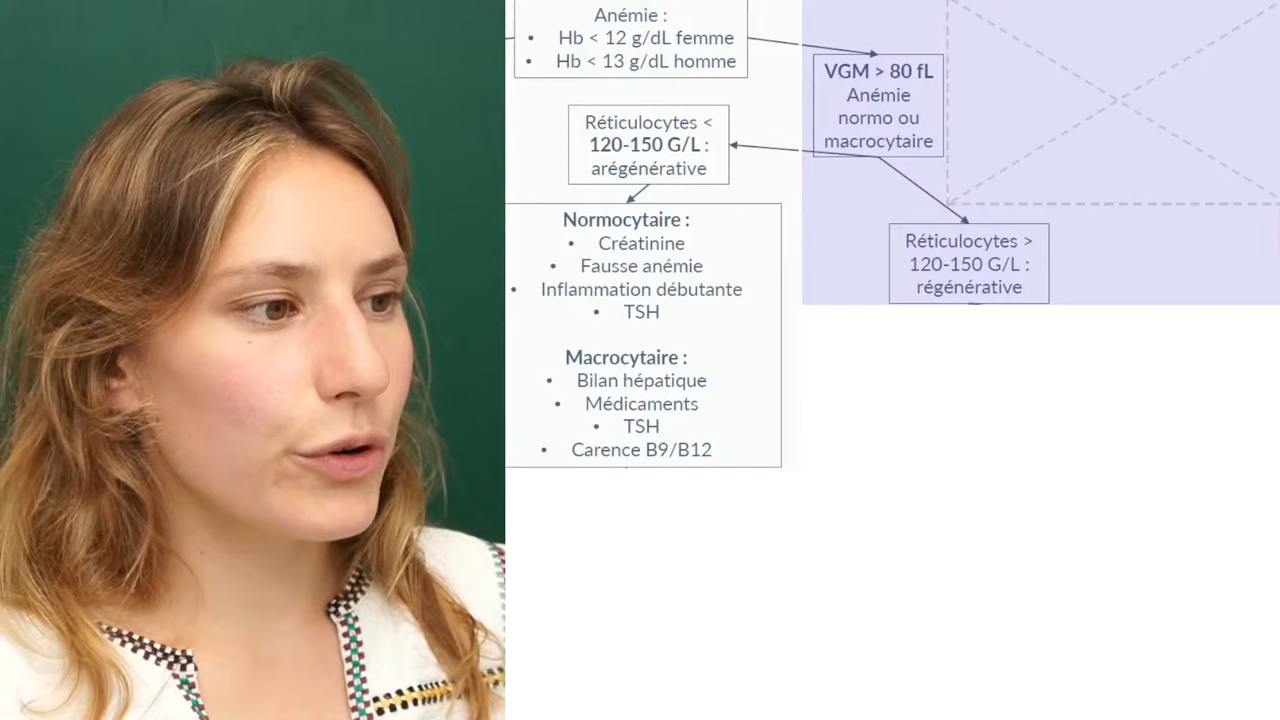 Anémie :
• Hb < 12 g/dL femme
• Hb < 13 g/dL homme
VGM > 80 fL
Anémie
normo ou
macrocytaire
Réticulocytes <
120-150 G/L :
arégénérative
Réticulocytes >
120-150 G/L :
régénérative
Normocytaire :
• Créatinine
• Fausse anémie
• Inflammation débutante
• TSH
Macrocytaire :
• Bilan hépatique
• Médicaments
• TSH
• Carence B9/B12